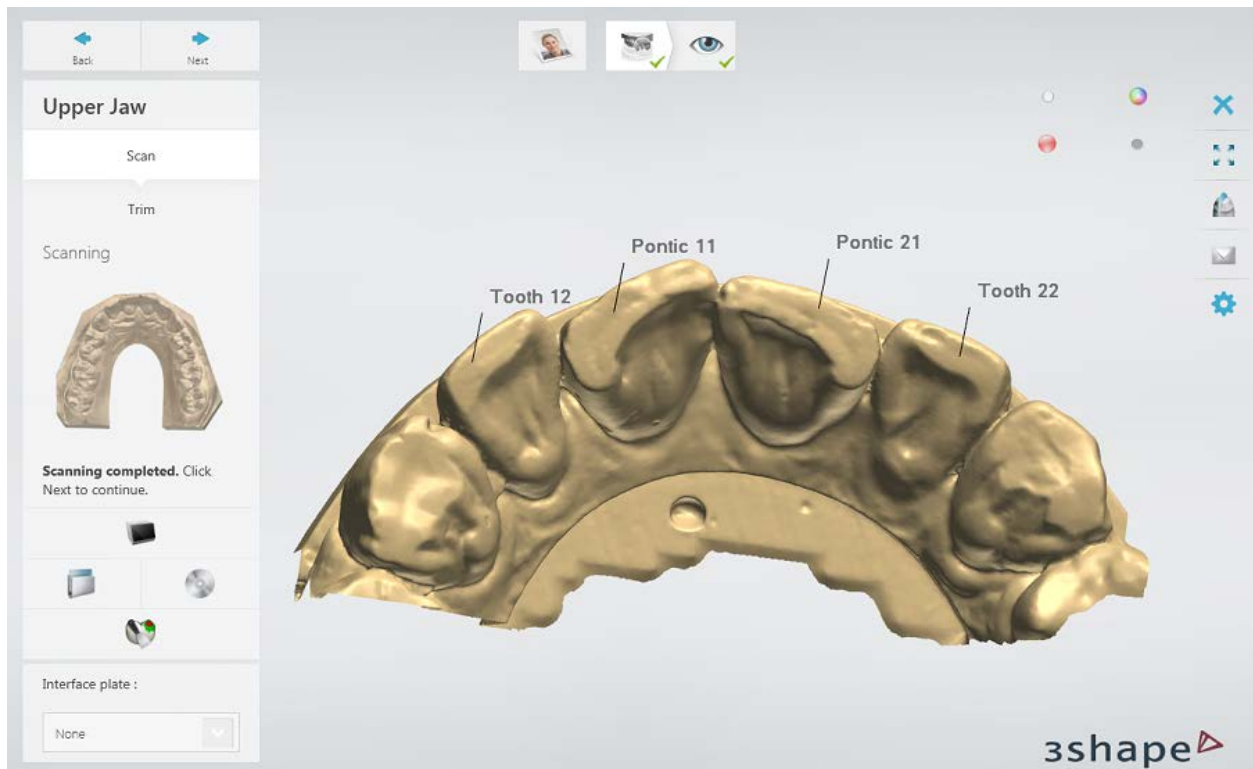 Back
Next
Upper Jaw
Scan
Trim
Scanning
Scanning completed. Click
Next to continue.
Interface plate :
None
Tooth 12
Pontic 11
Pontic 21
Tooth 22
3shape